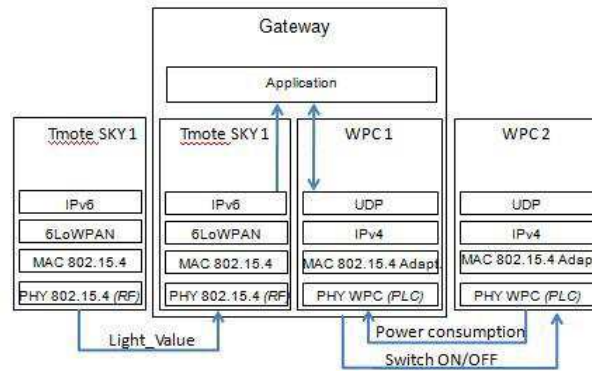 Gateway
Application
Tmote SKY 1
Tmote SKY 1
WPC 1
WPC 2
IPv6
IPv6
UDP
UDP
6LoWPAN
6LoWPAN
IPv4
IPv4
MAC 802.15.4
MAC 802.15.4
MAC 802.15.4 Adapt.
MAC 802.15.4 Adap
PHY 802.15.4 (RF)
PHY 802.15.4 (RF)
PHY WPC (PLC)
PHY WPC (PLC)
Light_Value
Power consumption
Switch ON/OFF